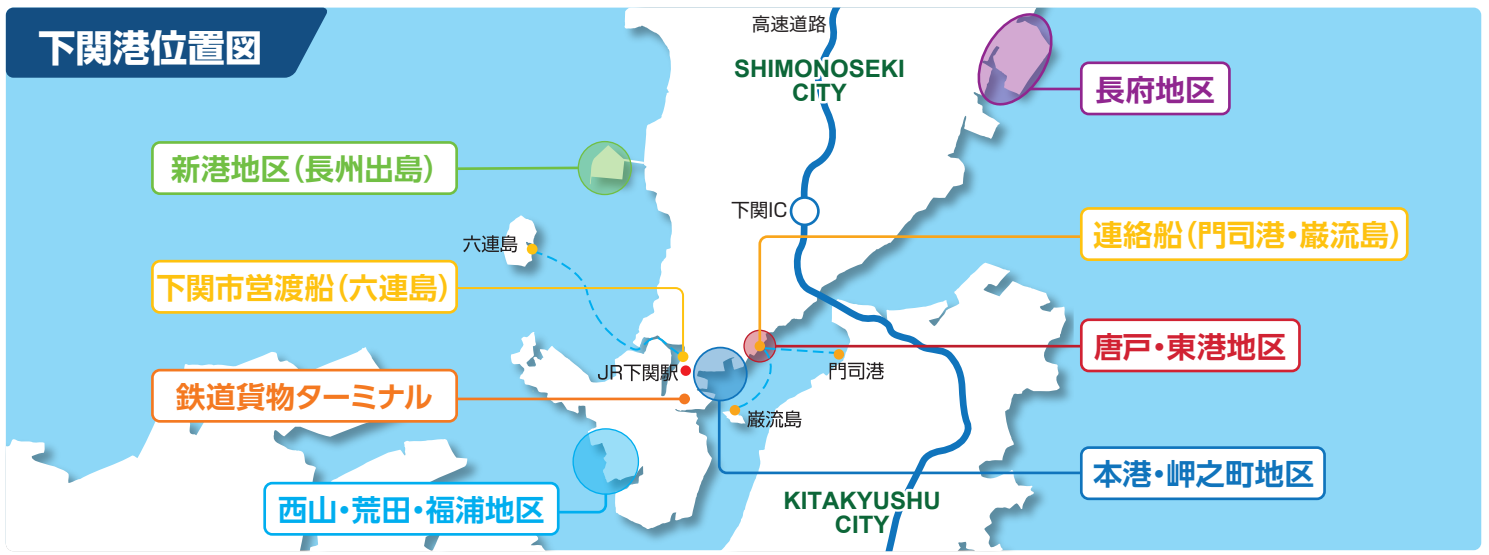 下関港位置図
高速道路
SHIMONOSEKI
CITY
長府地区
新港地区(長州出島)
下関IC
連絡船(門司港・巌流島)
六連島
下関市営渡船(六連島)
唐戸・東港地区
JR下関駅
門司港
鉄道貨物ターミナル
巌流島
本港・岬之町地区
西山・荒田・福浦地区
KITAKYUSHU
CITY